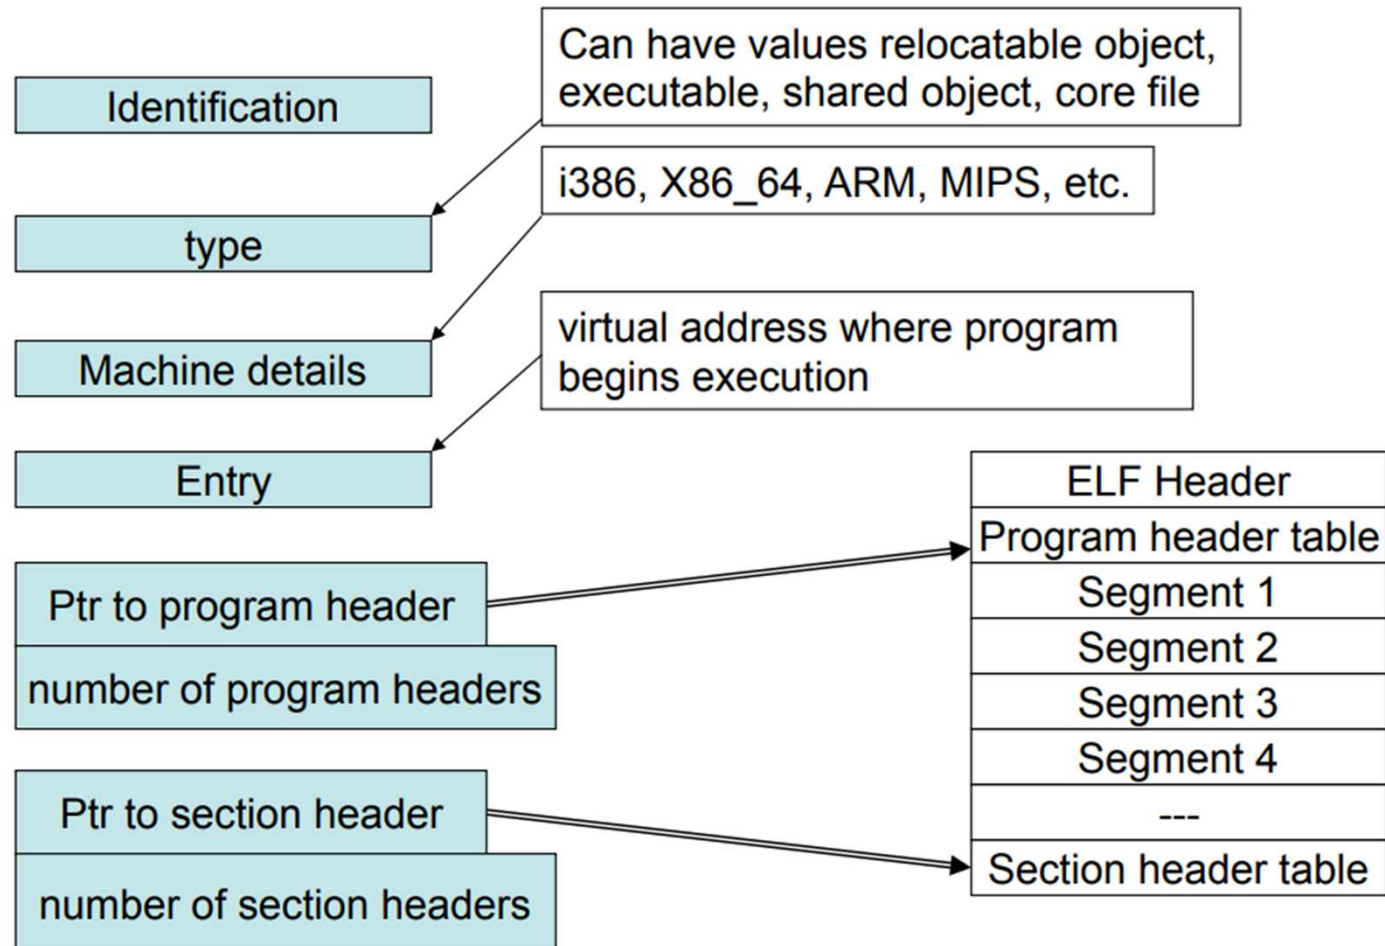 Can have values relocatable object,
executable, shared object, core file
Identification
i386, X86_64, ARM, MIPS, etc.
type
virtual address where program
begins execution
Machine details
Entry
ELF Header
Program header table
Segment 1
Segment 2
Segment 3
Segment 4
---
Section header table
Ptr to program header
number of program headers
Ptr to section header
number of section headers